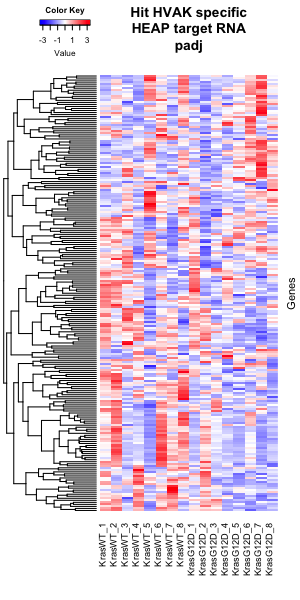 Color Key
-3 -1 1 3
Value
Hit HVAK specific
HEAP target RNA
padj
Genes
KrasWT_1
KrasWT_2
KrasWT_3
KrasWT_4
KrasWT_5
KrasWT_6
KrasWT_7
KrasWT_8
KrasG12D_1
KrasG12D_2
KrasG12D_3
KrasG12D_4
KrasG12D_5
KrasG12D_6
KrasG12D_7
KrasG12D_8